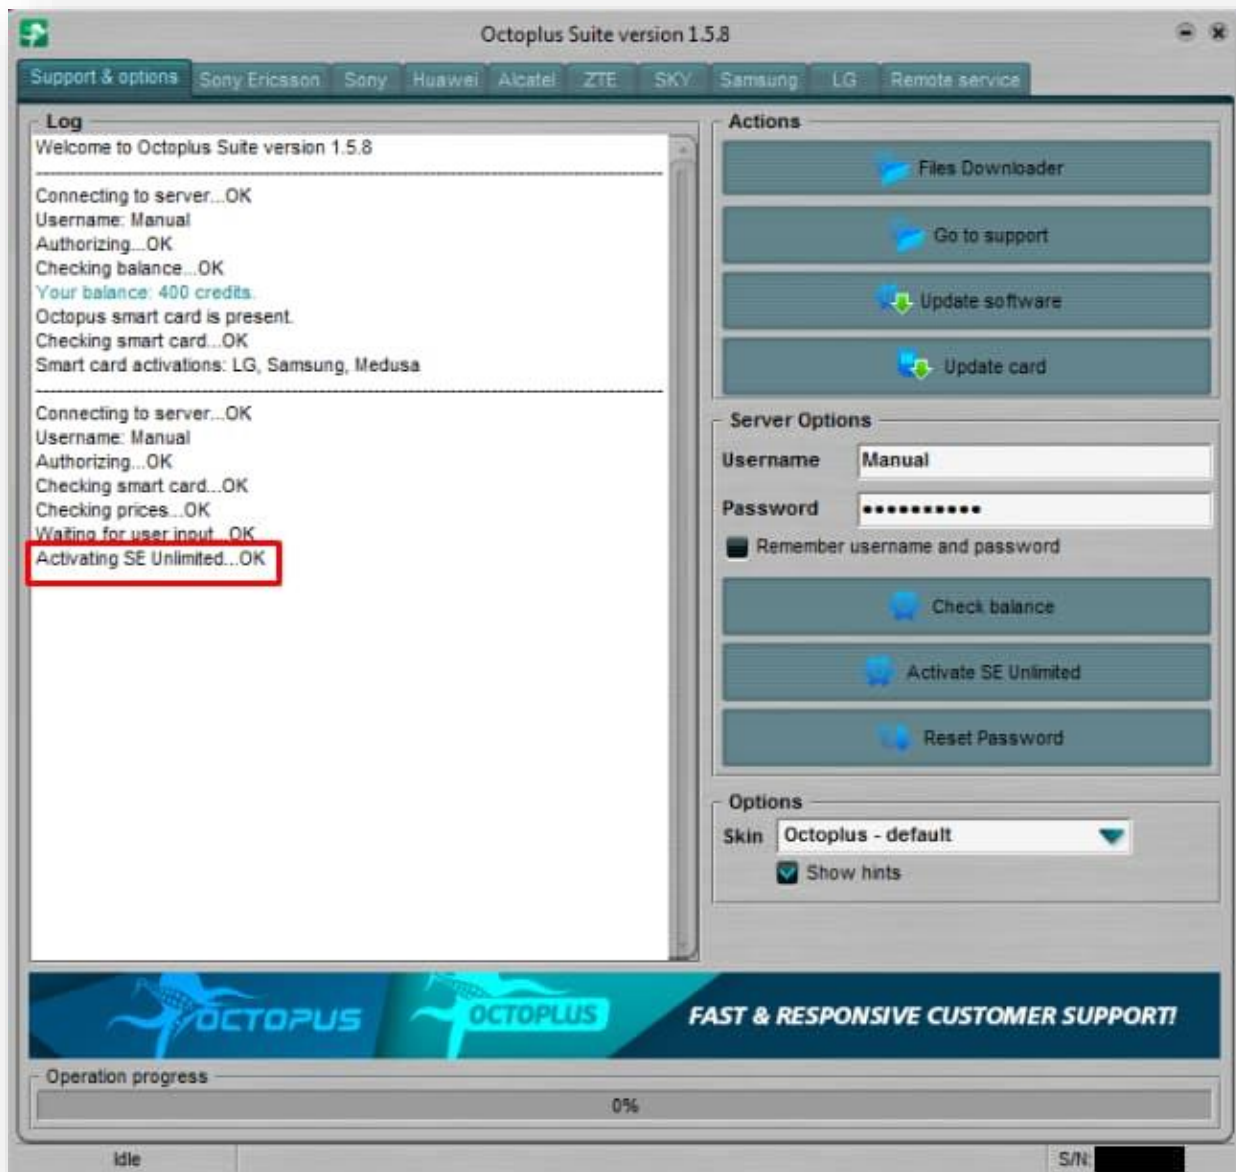 Octoplus Suite version 1.5.8
Support & options Sony Ericsson Sony Huawei Alcatel ZTE SKY Samsung LG Remote service
Log
Welcome to Octoplus Suite version 1.5.8
Connecting to server...OK
Username: Manual
Authorizing...OK
Checking balance...OK
Your balance: 400 credits.
Octopus smart card is present.
Checking smart card...OK
Smart card activations: LG, Samsung, Medusa
Connecting to server...OK
Username: Manual
Authorizing...OK
Checking smart card...OK
Checking prices...OK
Waiting for user input...OK
Activating SE Unlimited...OK
Actions
Files Downloader
Go to support
Update software
Update card
Server Options
Username Manual
Password ••••••••••
Remember username and password
Check balance
Activate SE Unlimited
Reset Password
Options
Skin Octoplus - default
Show hints
OCTOPUS OCTOPLUS FAST & RESPONSIVE CUSTOMER SUPPORT!
Operation progress
0%
Idle S/N: